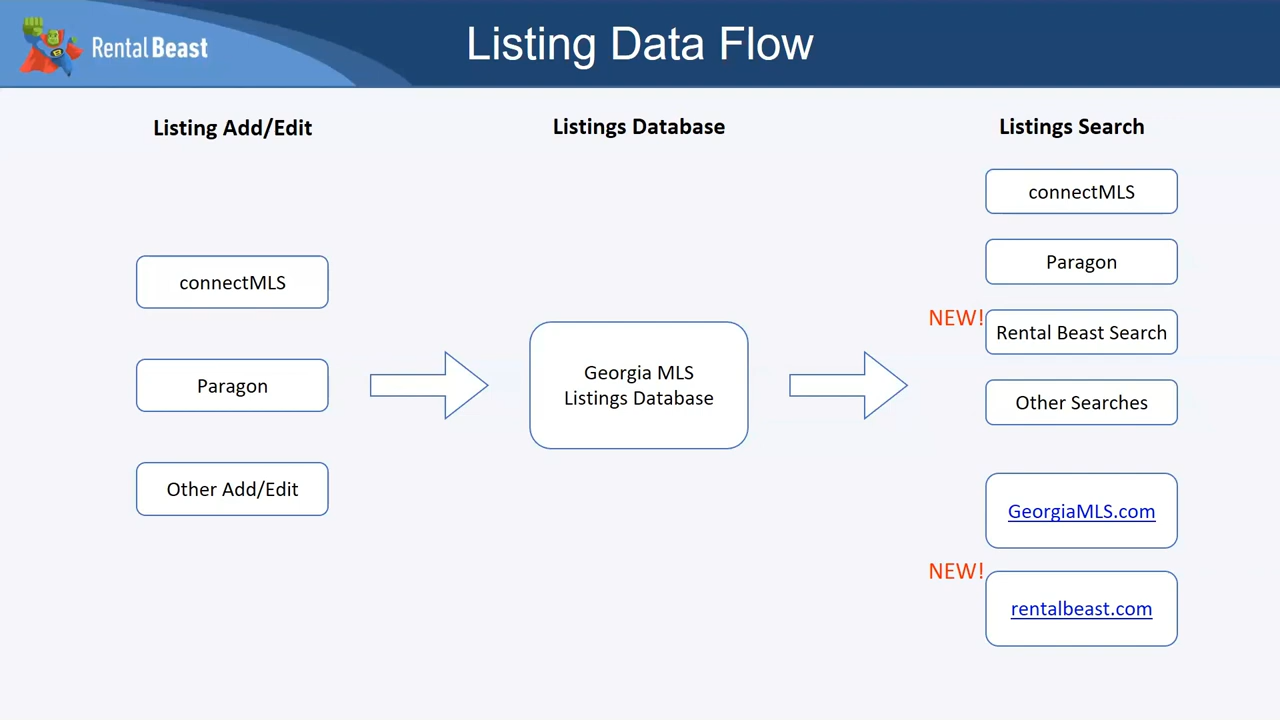 Rental Beast
Listing Data Flow
Listing Add/Edit
connectMLS
Paragon
Other Add/Edit
Listings Database
Georgia MLS
Listings Database
Listings Search
connectMLS
Paragon
NEW!
Rental Beast Search
Other Searches
GeorgiaMLS.com
NEW!
rentalbeast.com